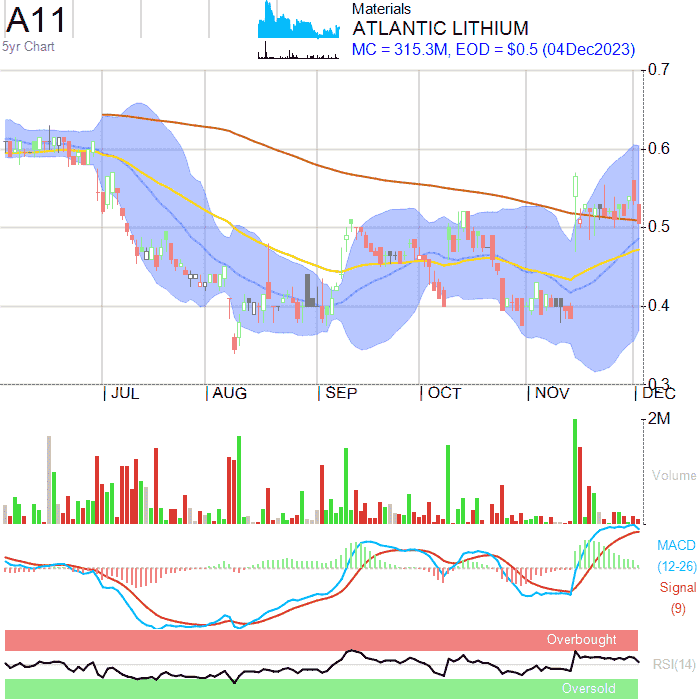 A11
5yr Chart
Materials
ATLANTIC LITHIUM
MC = 315.3M, EOD = $0.5 (04Dec2023)
0.7
0.6
0.5
0.4
0.3
JUL AUG SEP OCT NOV DEC
2M
Volume
MACD
(12-26)
Signal
(9)
Overbought
RSI(14)
Oversold